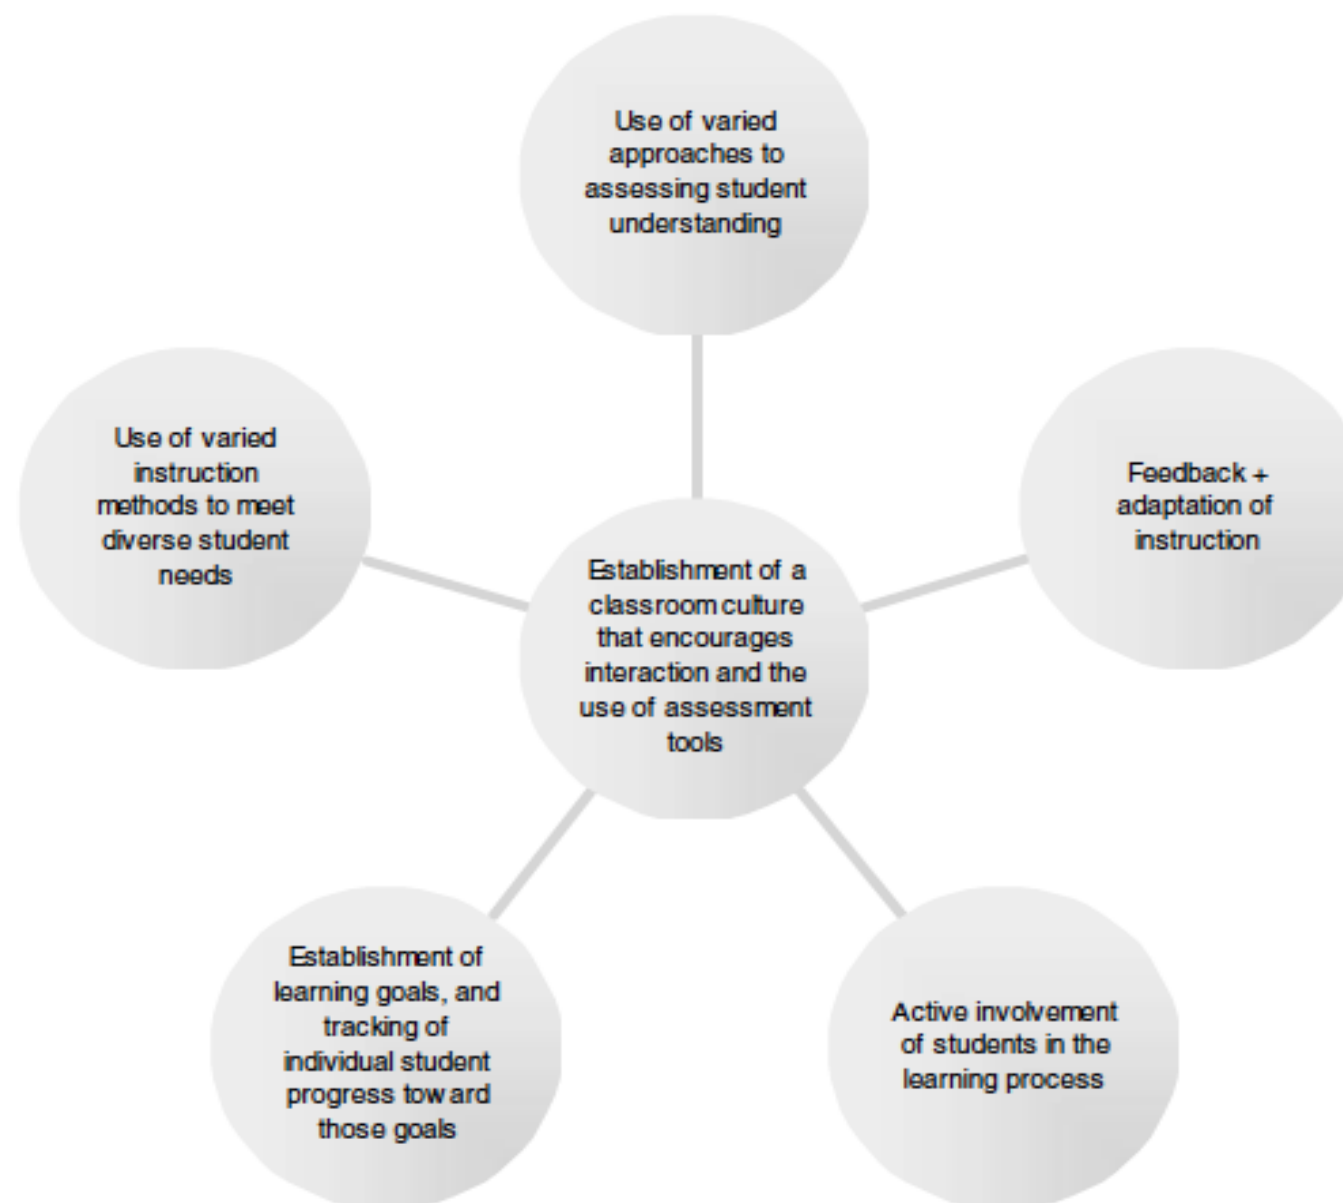 Use of varied
approaches to
assessing student
understanding
Use of varied
instruction
methods to meet
diverse student
needs
Feedback +
adaptation of
instruction
Establishment of a
classroom culture
that encourages
interaction and the
use of assessment
tools
Establishment of
learning goals, and
tracking of
individual student
progress toward
those goals
Active involvement
of students in the
learning process